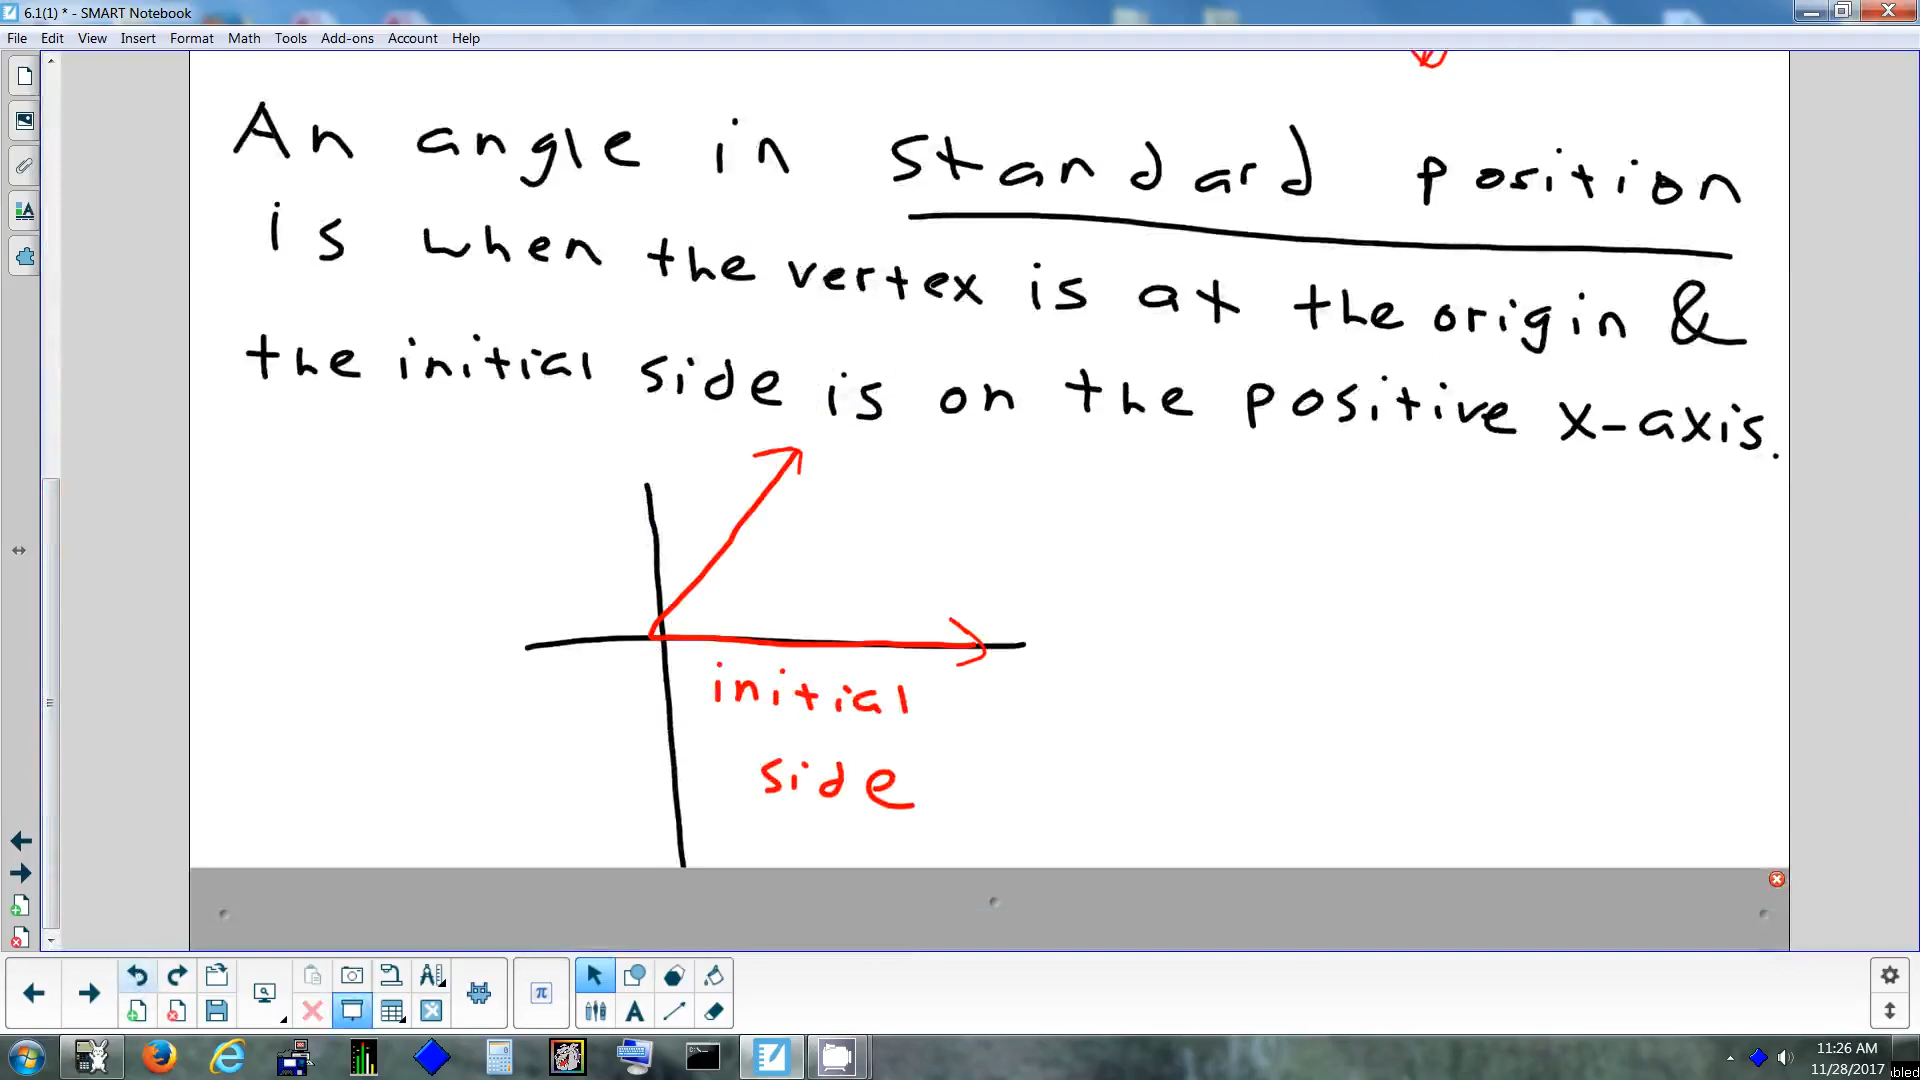 6.1(1) * - SMART Notebook
File Edit View Insert Format Math Tools Add-ons Account Help
An angle in standard position
is when the vertex is at the origin &
the initial side is on the positive x-axis.
initial
side
π
A
11:26 AM
11/28/2017
bled